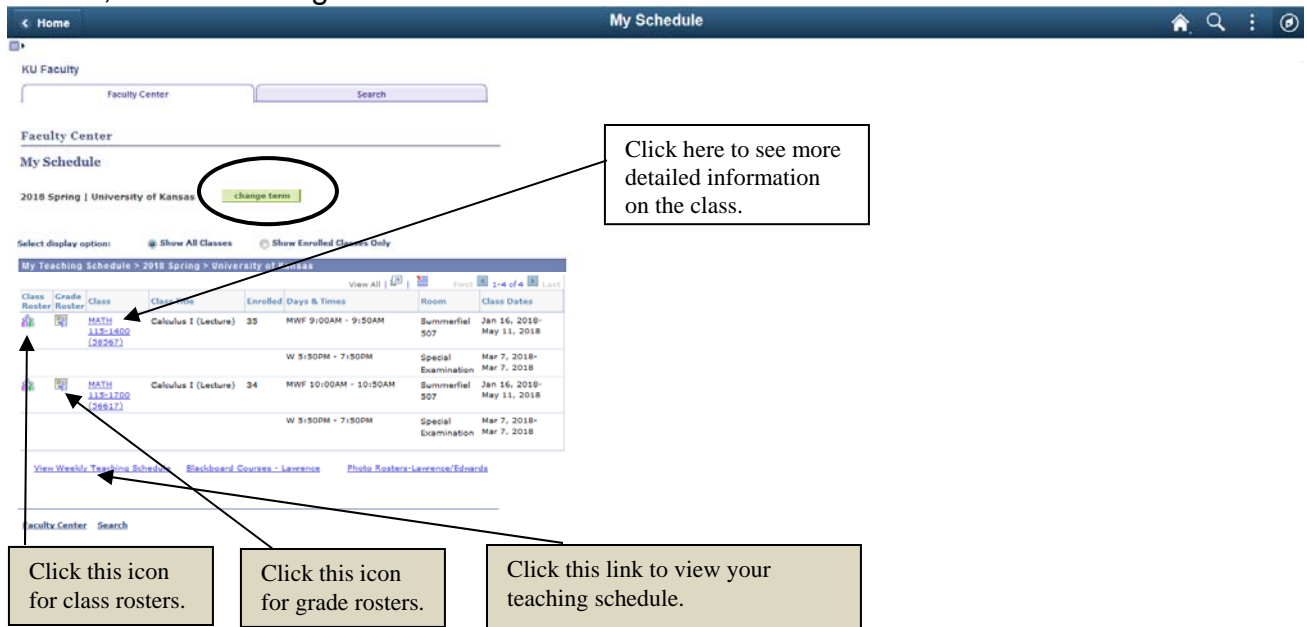 Home
My Schedule
KU Faculty
Faculty Center
Search
Faculty Center
My Schedule
2018 Spring | University of Kansas
change term
Click here to see more
detailed information
on the class.
Select display option:
Show All Classes
Show Enrolled Classes Only
My Teaching Schedule > 2018 Spring > University of Kansas
View All |
|
First
1-4 of 4
Last
Class Roster
Grade Roster
Class
Class Title
Enrolled
Days & Times
Room
Class Dates
MATH 115-1400 (58567)
Calculus I (Lecture)
35
MWF 9:00AM - 9:50AM
Summerfiel 507
Jan 16, 2018-
May 11, 2018
W 5:50PM - 7:50PM
Special Examination
Mar 7, 2018-
Mar 7, 2018
MATH 115-1700 (56617)
Calculus I (Lecture)
34
MWF 10:00AM - 10:50AM
Summerfiel 507
Jan 16, 2018-
May 11, 2018
W 5:50PM - 7:50PM
Special Examination
Mar 7, 2018-
Mar 7, 2018
View Weekly Teaching Schedule
Blackboard Courses - Lawrence
Photo Rosters-Lawrence/Edwards
Faculty Center
Search
Click this icon
for class rosters.
Click this icon
for grade rosters.
Click this link to view your
teaching schedule.